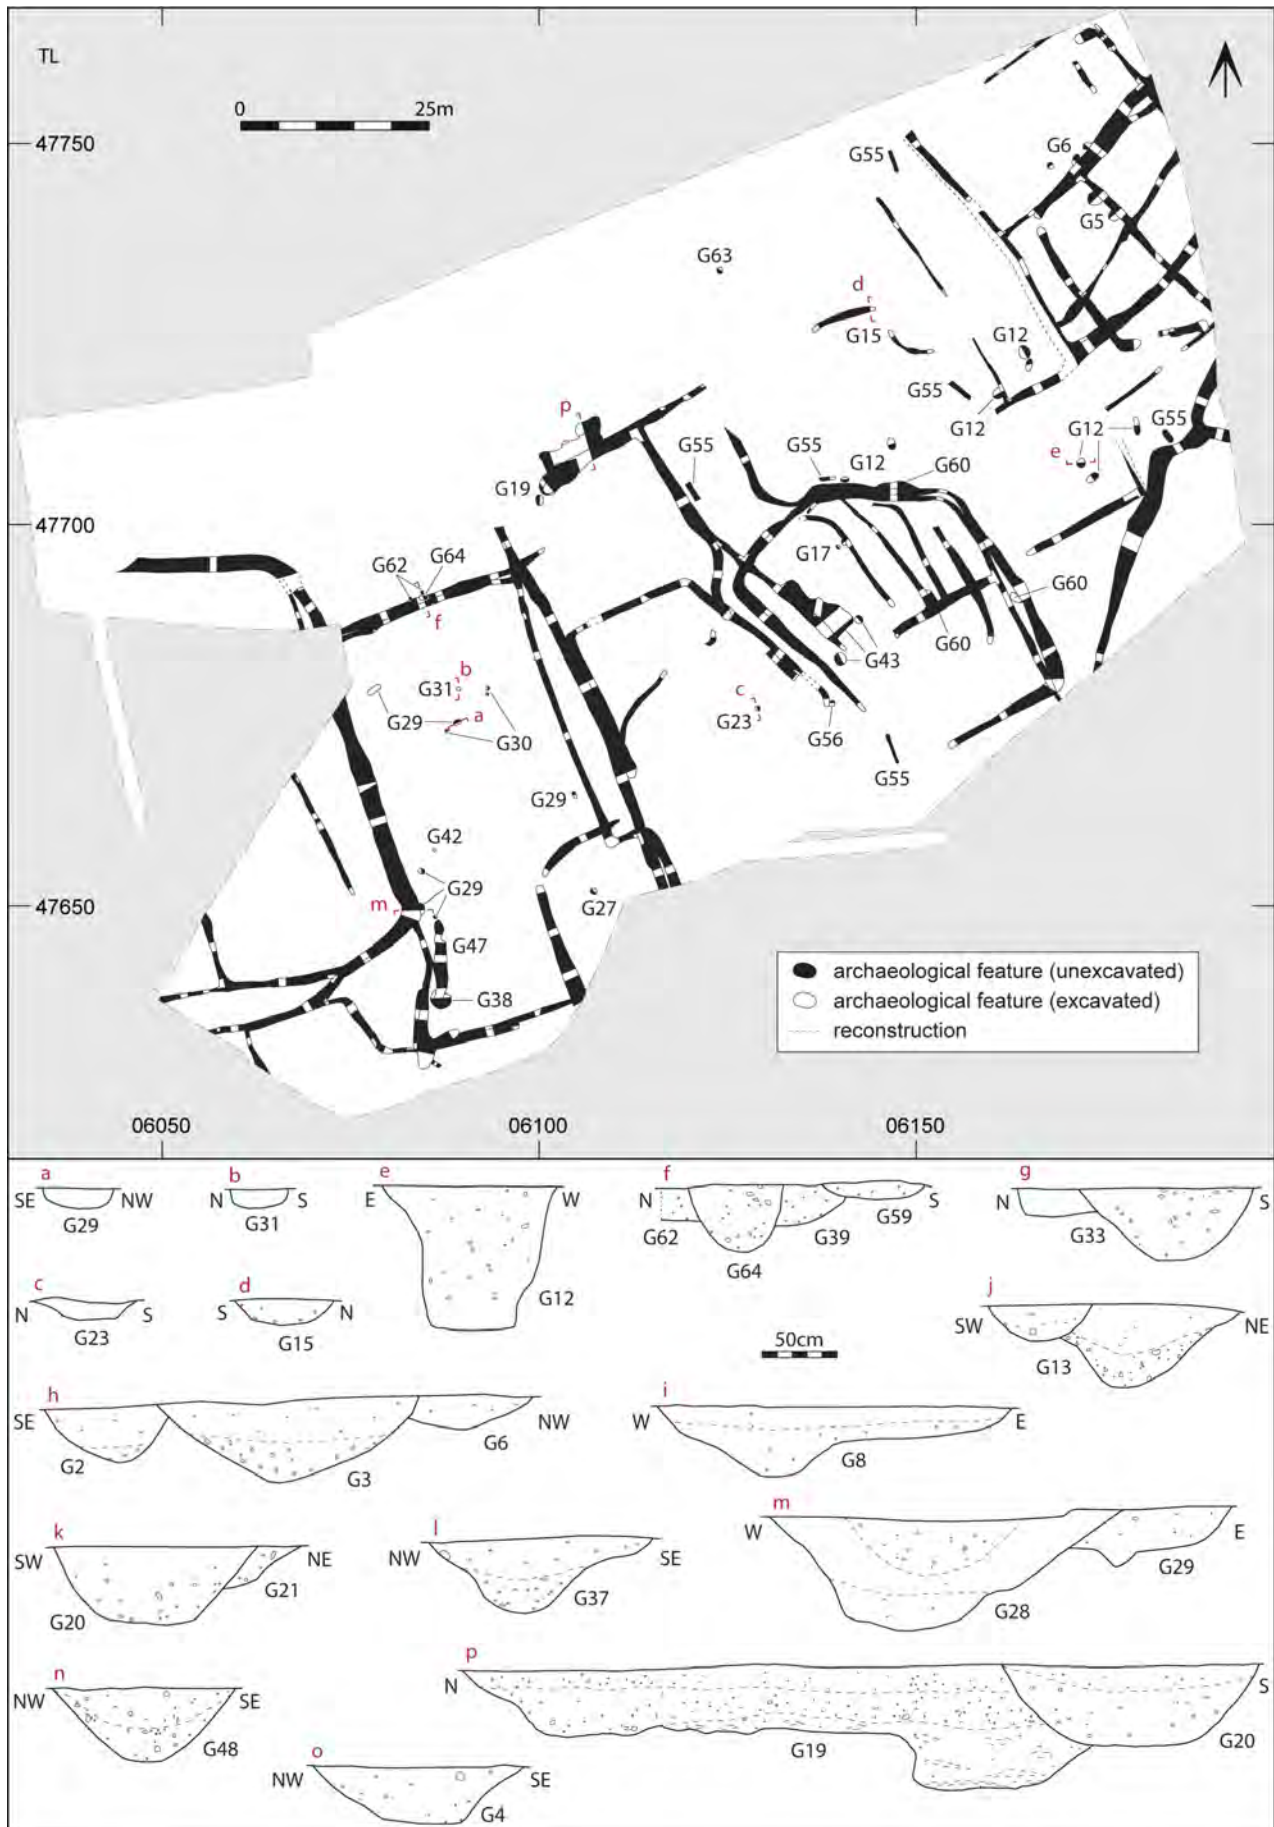 TL
0 25m
47750
G55
G6
G5
G63
d
G15
G12
G55
G12
G12
G55
e
p
G55
G55
G12
G60
G19
47700
G17
G62
G64
f
G60
G60
G43
b
G31
a
G29
G30
c
G23
G56
G55
G29
G42
G29
m
G27
47650
G47
G38
archaeological feature (unexcavated)
archaeological feature (excavated)
reconstruction
06050 06100 06150
a
SE NW
G29
b
N S
G31
e
E W
G12
f
N S
G62 G64 G39 G59
g
N S
G33
c
N S
G23
d
S N
G15
50cm
j
SW NE
G13
h
SE NW
G2 G3 G6
i
W E
G8
k
SW NE
G20 G21
l
NW SE
G37
m
W E
G28 G29
n
NW SE
G48
p
N S
G19 G20
o
NW SE
G4